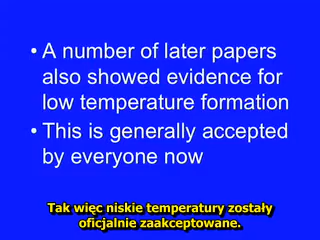 • A number of later papers
also showed evidence for
low temperature formation
• This is generally accepted
by everyone now
Tak więc niskie temperatury zostały
oficjalnie zaakceptowane.